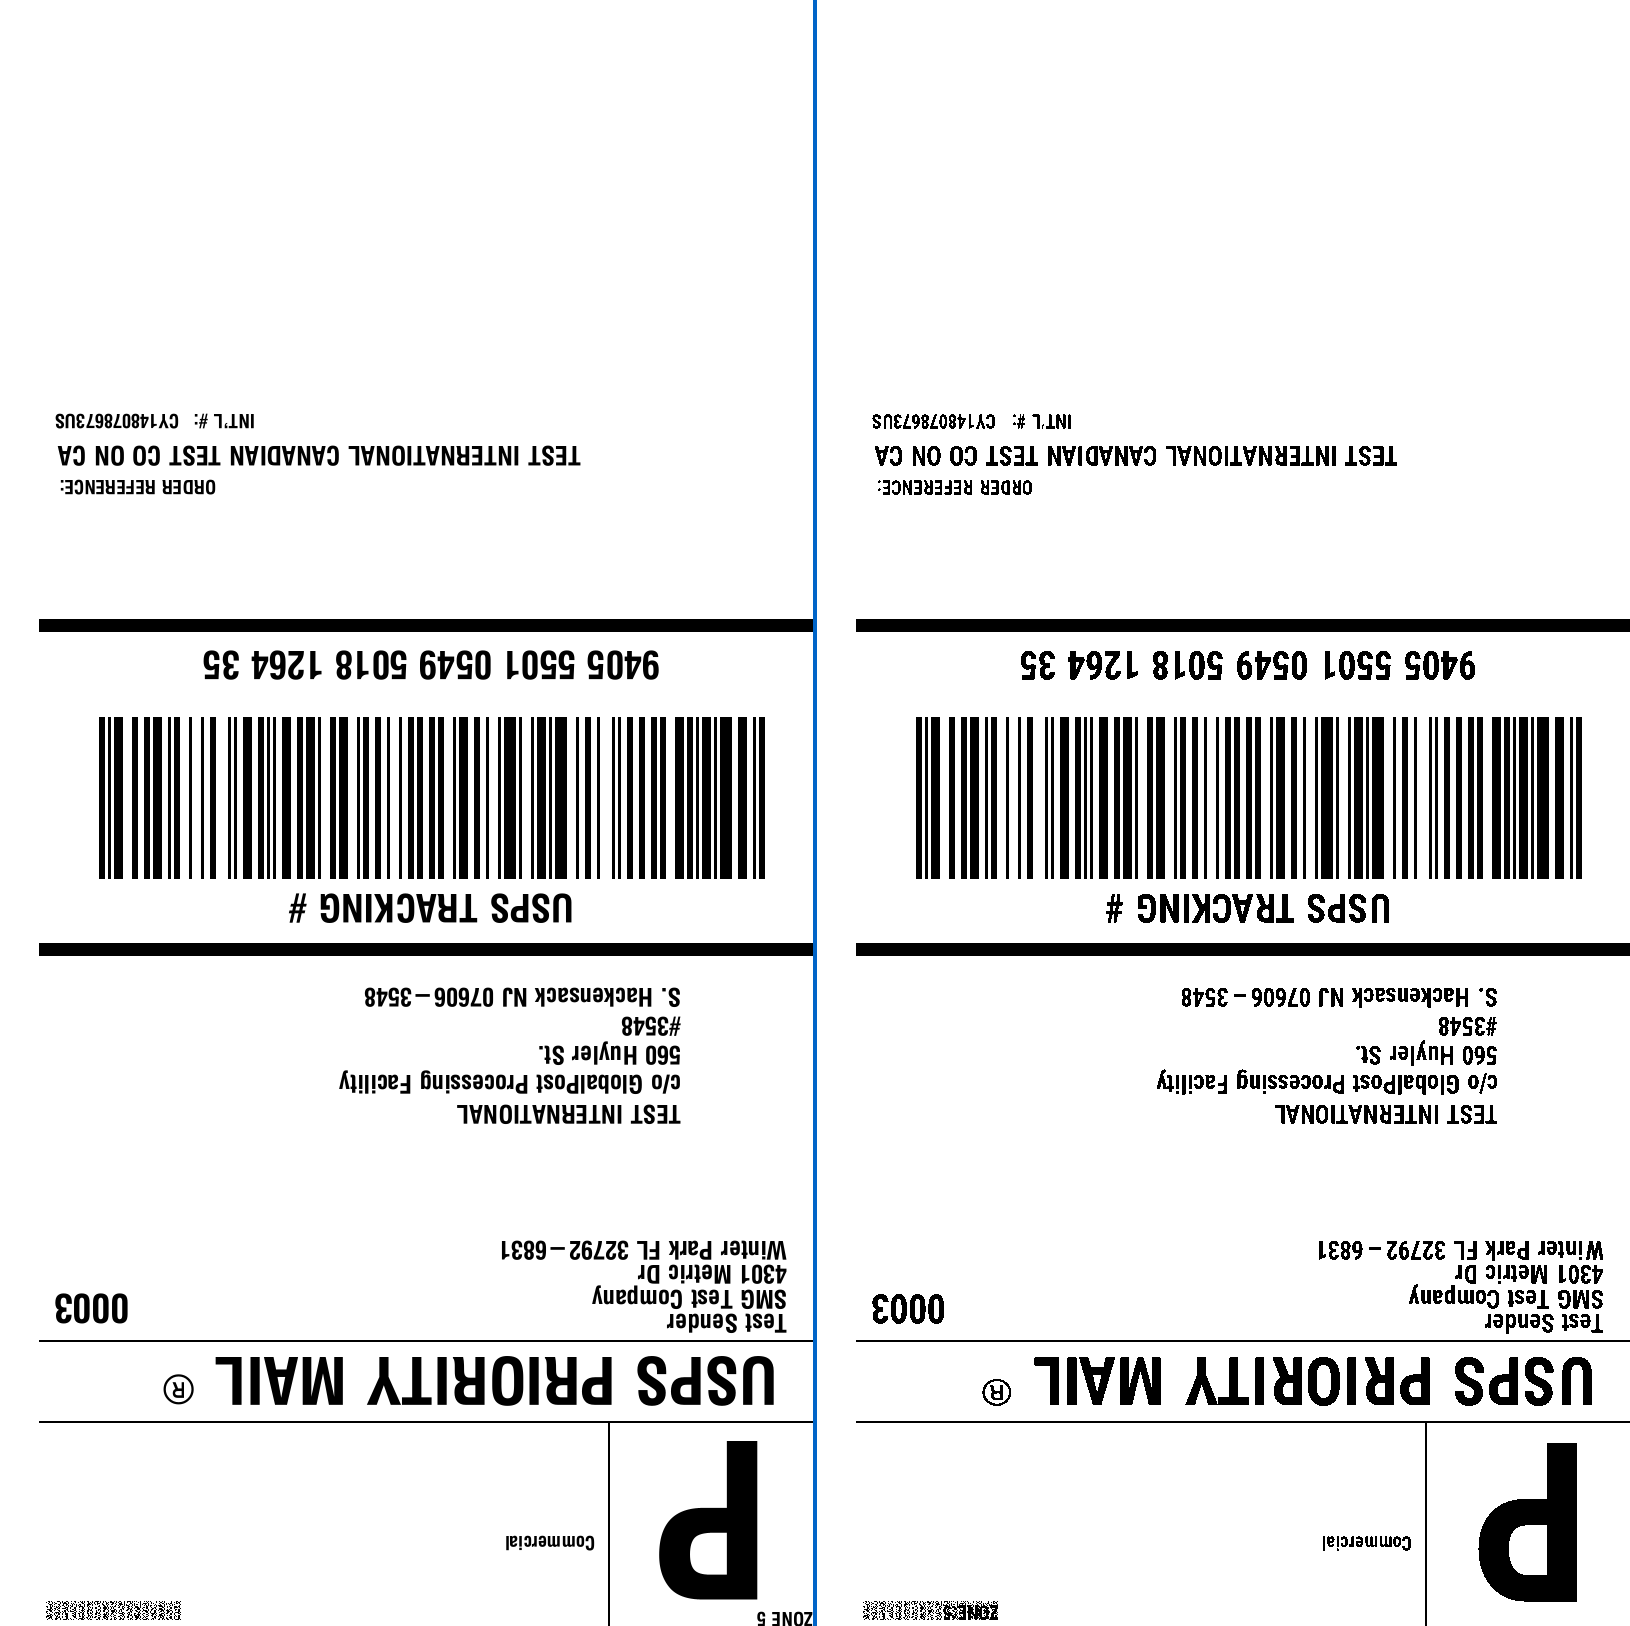 ZONE 5
P
Commercial
USPS PRIORITY MAIL ®
Test Sender
0003
SMG Test Company
4301 Metric Dr
Winter Park FL 32792-6831
TEST INTERNATIONAL
c/o GlobalPost Processing Facility
560 Huyler St.
#3548
S. Hackensack NJ 07606-3548
USPS TRACKING #
9405 5501 0549 5018 1264 35
ORDER REFERENCE:
TEST INTERNATIONAL CANADIAN TEST CO ON CA
INT'L #: CY148078673US
ZONE 5
P
Commercial
USPS PRIORITY MAIL ®
Test Sender
0003
SMG Test Company
4301 Metric Dr
Winter Park FL 32792-6831
TEST INTERNATIONAL
c/o GlobalPost Processing Facility
560 Huyler St.
#3548
S. Hackensack NJ 07606-3548
USPS TRACKING #
9405 5501 0549 5018 1264 35
ORDER REFERENCE:
TEST INTERNATIONAL CANADIAN TEST CO ON CA
INT'L #: CY148078673US